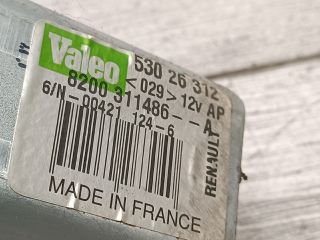 Valeo
530 26 312
<029> 12V AP
8200 311486--A
6/N-00421 124-6
RENAULT
MADE IN FRANCE